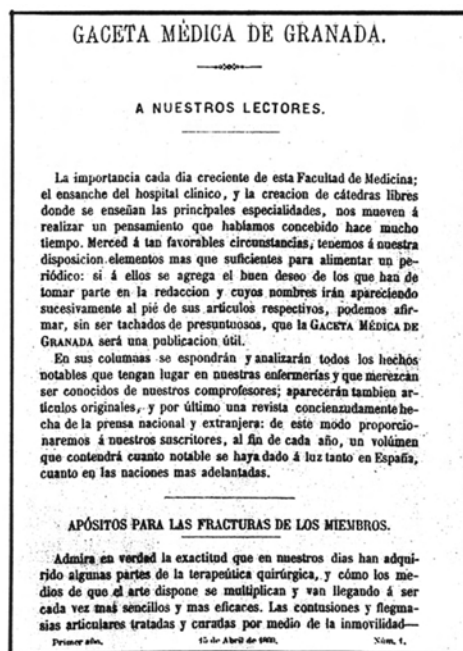 GACETA MÉDICA DE GRANADA.
A NUESTROS LECTORES.
La importancia cada dia creciente de esta Facultad de Medicina;
el ensanche del hospital clínico, y la creacion de cátedras libres
donde se enseñan las principales especialidades, nos mueven á
realizar un pensamiento que habíamos concebido hace mucho
tiempo. Merced á tan favorables circunstancias, tenemos á nuestra
disposicion elementos mas que suficientes para alimentar un pe-
riódico: si á ellos se agrega el buen deseo de los que han de
tomar parte en la redaccion y cuyos nombres irán apareciendo
sucesivamente al pié de sus artículos respectivos, podemos afir-
mar, sin ser tachados de presuntuosos, que la GACETA MÉDICA DE
GRANADA será una publicacion útil.
En sus columnas se espondrán y analizarán todos los hechos
notables que tengan lugar en nuestras enfermerías y que merezcan
ser conocidos de nuestros comprofesores; aparecerán tambien ar-
tículos originales, y por último una revista concienzudamente he-
cha de la prensa nacional y extranjera: de este modo proporcio-
naremos á nuestros suscritores, al fin de cada año, un volúmen
que contendrá cuanto notable se haya dado á luz tanto en España,
cuanto en las naciones mas adelantadas.
APÓSITOS PARA LAS FRACTURAS DE LOS MIEMBROS.
Admira en verdad la exactitud que en nuestros dias han adqui-
rido algunas partes de la terapeútica quirúrgica, y cómo los me-
dios de que el arte dispone se multiplican y van llegando á ser
cada vez mas sencillos y mas eficaces. Las contusiones y flegma-
sias articulares tratadas y curadas por medio de la inmovilidad—
Primer año. 15 de Abril de Núm. 1.